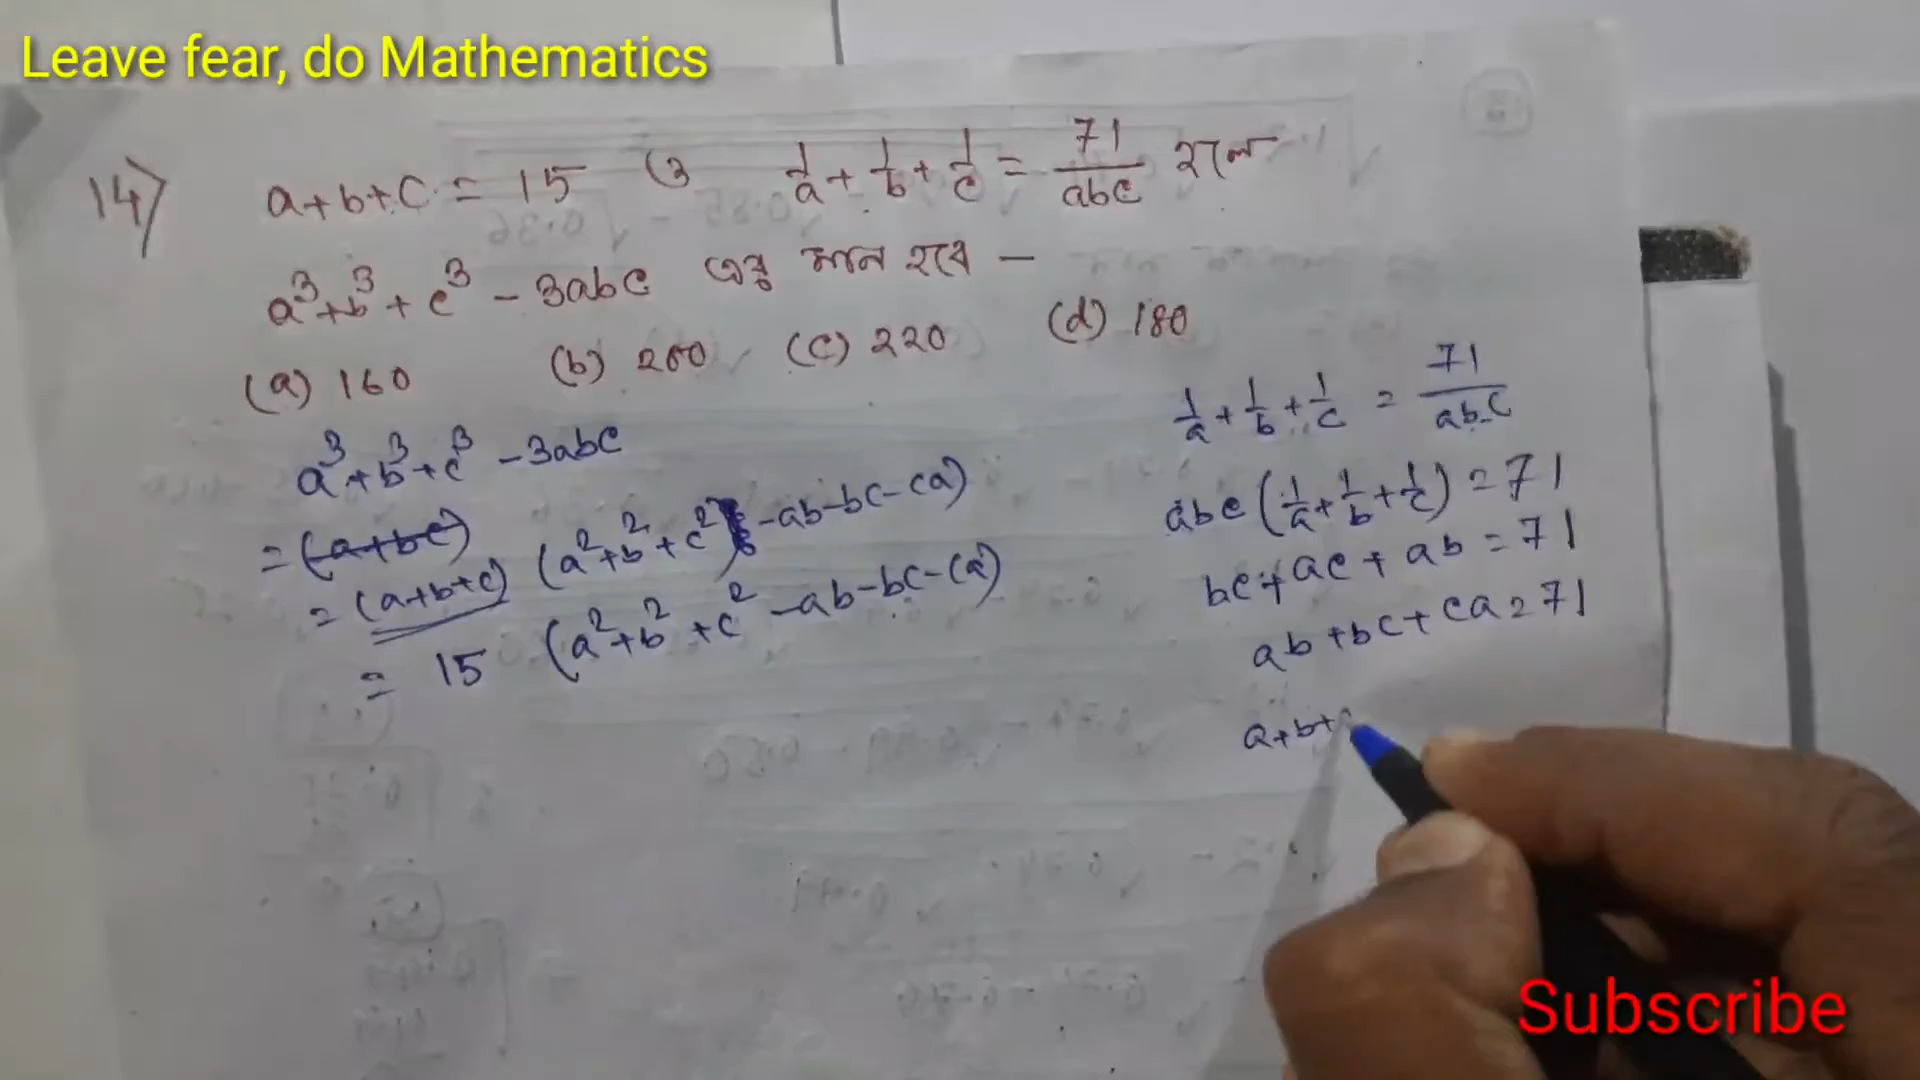 Leave fear, do Mathematics
14) a+b+c = 15 ও 1/a + 1/b + 1/c = 71/abc হলে
a³+b³+c³ - 3abc এর মান হবে -
(a) 160 (b) 200 (c) 220 (d) 180
a³+b³+c³ - 3abc
= (a+bc)
= (a+b+c) (a²+b²+c² -ab-bc-ca)
= 15 (a²+b²+c² -ab-bc-ca)
1/a + 1/b + 1/c = 71/abc
abc (1/a + 1/b + 1/c) = 71
bc + ac + ab = 71
ab + bc + ca = 71
a+b+
Subscribe